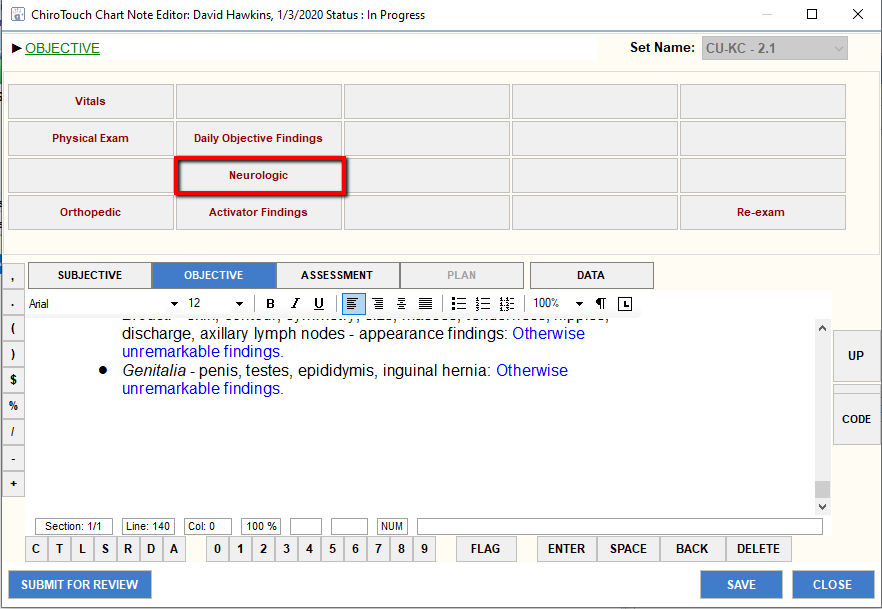 ChiroTouch Chart Note Editor: David Hawkins, 1/3/2020 Status : In Progress
OBJECTIVE
Set Name: CU-KC - 2.1
Vitals
Physical Exam Daily Objective Findings
Neurologic
Orthopedic Activator Findings Re-exam
SUBJECTIVE OBJECTIVE ASSESSMENT PLAN DATA
Arial 12 B I U 100% ¶ L
, . ( ) $ % / - +
discharge, axillary lymph nodes - appearance findings: Otherwise
unremarkable findings.
● Genitalia - penis, testes, epididymis, inguinal hernia: Otherwise
unremarkable findings.
UP
CODE
Section: 1/1 Line: 140 Col: 0 100 % NUM
C T L S R D A 0 1 2 3 4 5 6 7 8 9 FLAG ENTER SPACE BACK DELETE
SUBMIT FOR REVIEW SAVE CLOSE